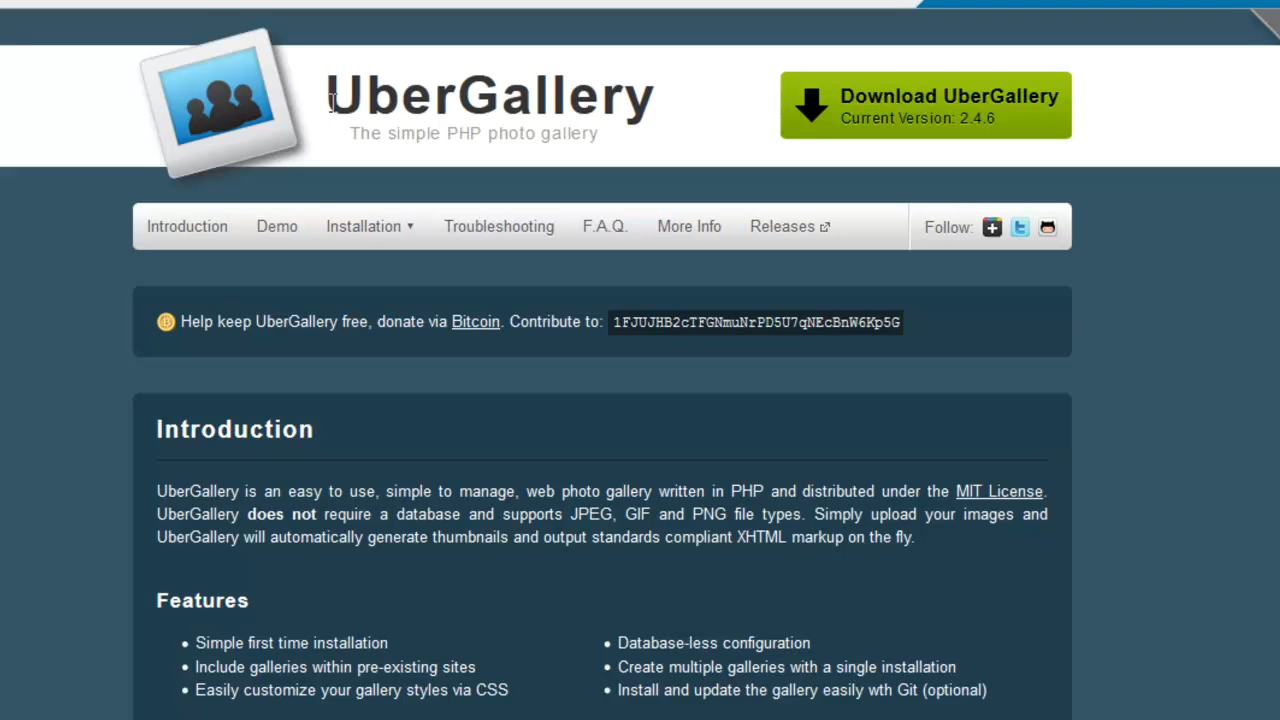 UberGallery
The simple PHP photo gallery
Download UberGallery
Current Version: 2.4.6
Introduction Demo Installation ▼ Troubleshooting F.A.Q. More Info Releases Follow:
Help keep UberGallery free, donate via Bitcoin. Contribute to: 1FJUJHB2cTFGNmuNrPD5U7qNEcBnW6Kp5G
Introduction
UberGallery is an easy to use, simple to manage, web photo gallery written in PHP and distributed under the MIT License.
UberGallery does not require a database and supports JPEG, GIF and PNG file types. Simply upload your images and
UberGallery will automatically generate thumbnails and output standards compliant XHTML markup on the fly.
Features
• Simple first time installation
• Include galleries within pre-existing sites
• Easily customize your gallery styles via CSS
• Database-less configuration
• Create multiple galleries with a single installation
• Install and update the gallery easily wth Git (optional)